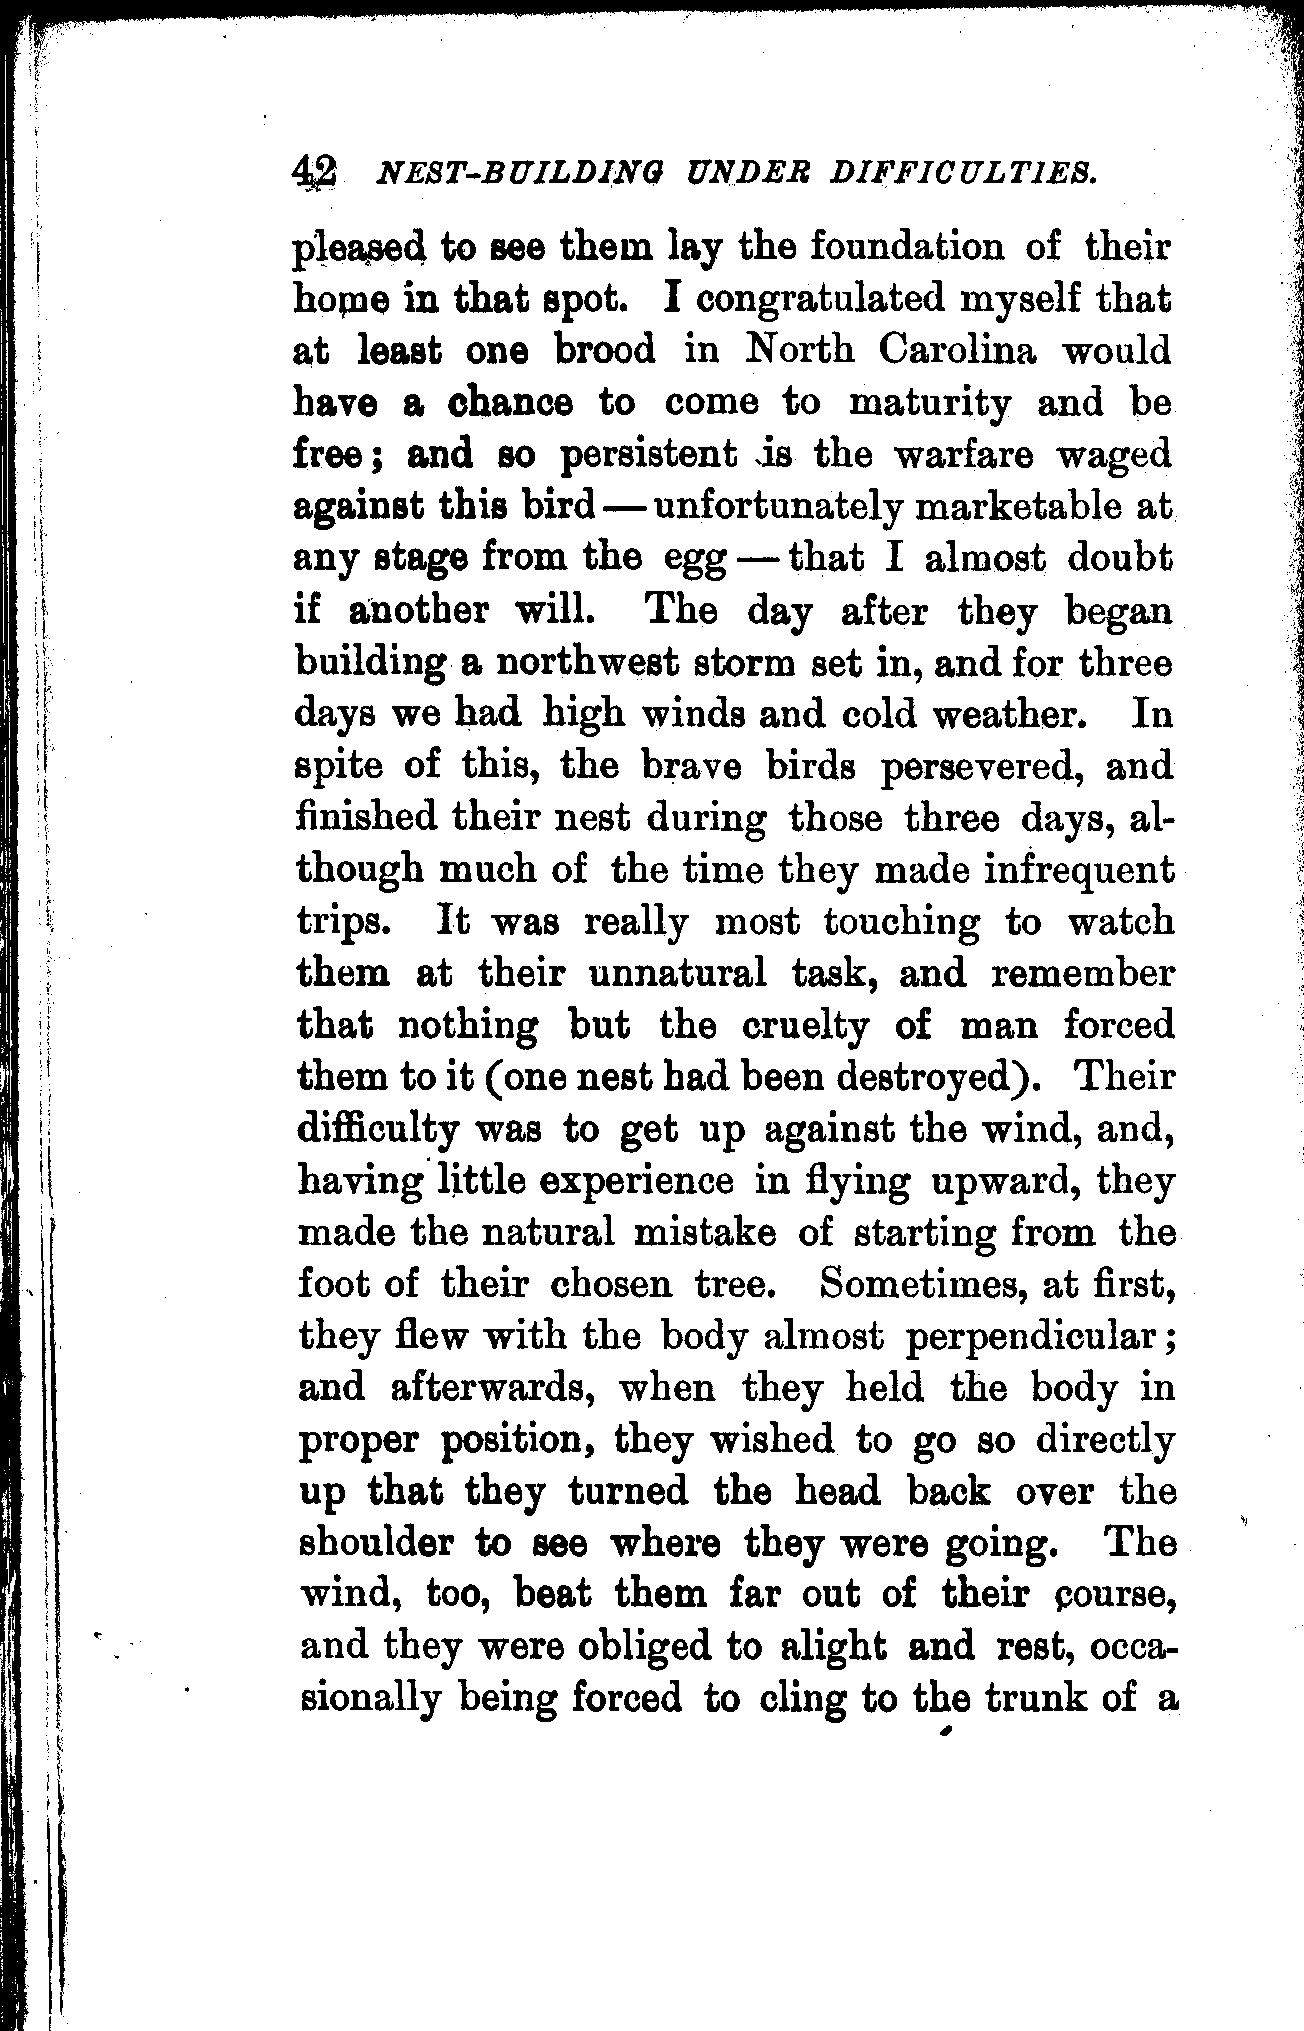 42 NEST-BUILDING UNDER DIFFICULTIES.
pleased to see them lay the foundation of their
home in that spot. I congratulated myself that
at least one brood in North Carolina would
have a chance to come to maturity and be
free; and so persistent is the warfare waged
against this bird — unfortunately marketable at
any stage from the egg — that I almost doubt
if another will. The day after they began
building a northwest storm set in, and for three
days we had high winds and cold weather. In
spite of this, the brave birds persevered, and
finished their nest during those three days, al-
though much of the time they made infrequent
trips. It was really most touching to watch
them at their unnatural task, and remember
that nothing but the cruelty of man forced
them to it (one nest had been destroyed). Their
difficulty was to get up against the wind, and,
having little experience in flying upward, they
made the natural mistake of starting from the
foot of their chosen tree. Sometimes, at first,
they flew with the body almost perpendicular;
and afterwards, when they held the body in
proper position, they wished to go so directly
up that they turned the head back over the
shoulder to see where they were going. The
wind, too, beat them far out of their course,
and they were obliged to alight and rest, occa-
sionally being forced to cling to the trunk of a